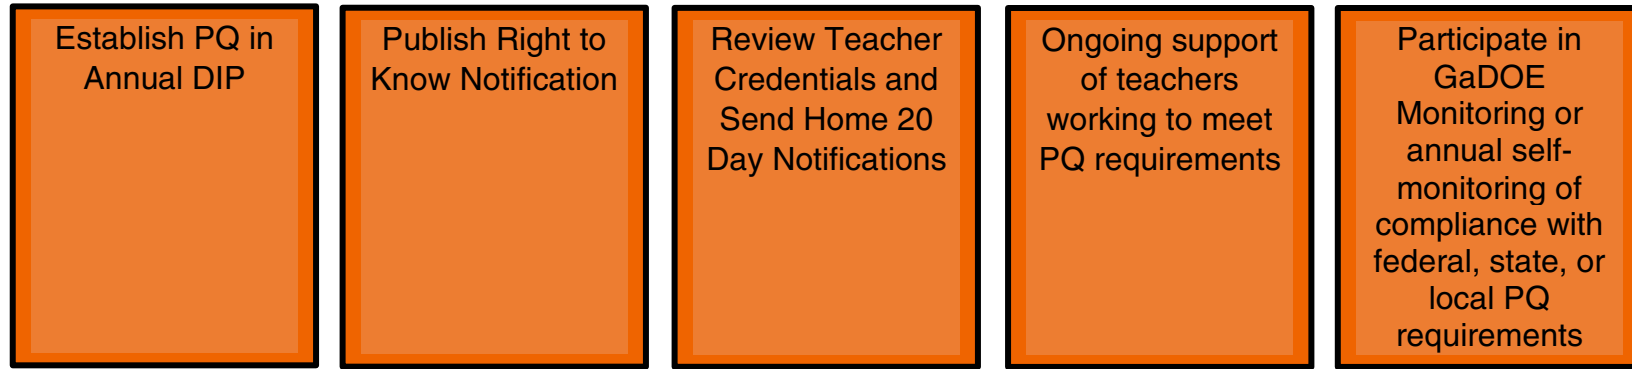 Establish PQ in
Annual DIP
Publish Right to
Know Notification
Review Teacher
Credentials and
Send Home 20
Day Notifications
Ongoing support
of teachers
working to meet
PQ requirements
Participate in
GaDOE
Monitoring or
annual self-
monitoring of
compliance with
federal, state, or
local PQ
requirements